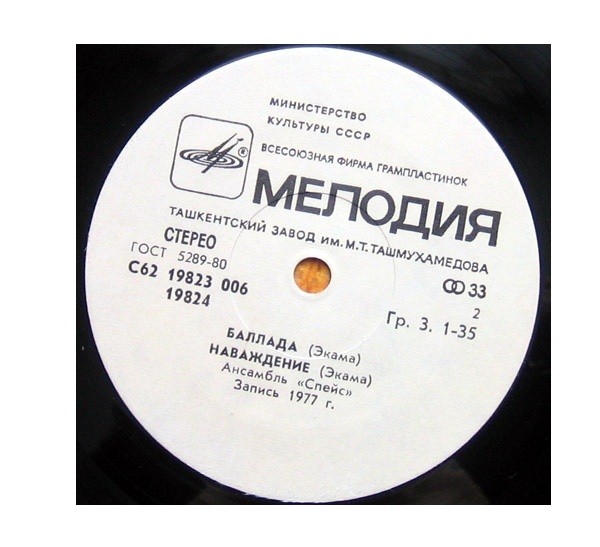 МИНИСТЕРСТВО
КУЛЬТУРЫ СССР
®
ВСЕСОЮЗНАЯ ФИРМА ГРАМПЛАСТИНОК
МЕЛОДИЯ
ТАШКЕНТСКИЙ ЗАВОД ИМ. М.Т. ТАШМУХАМЕДОВА
СТЕРЕО
ГОСТ 5289-80
С62 19823 006
19824
33
2
Гр. 3. 1-35
БАЛЛАДА (Экама)
НАВАЖДЕНИЕ (Экама)
Ансамбль «Спейс»
Запись 1977 г.